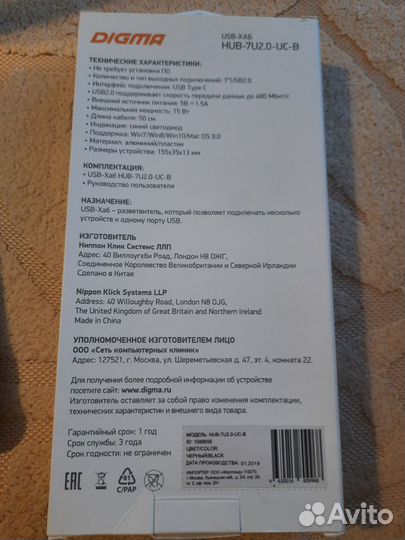 DIGMA
USB-ХАБ
HUB-7U2.0-UC-B
ТЕХНИЧЕСКИЕ ХАРАКТЕРИСТИКИ:
• Не требует установки ПО
• Количество и тип выходных подключений: 7*USB2.0
• Интерфейс подключения: USB Type C
• USB2.0 поддерживает скорость передачи данных до 480 Мбит/с
• Внешний источник питания: 5В = 1,5А
• Максимальная мощность: 15 Вт
• Длина кабеля: 50 см
• Индикация: синий светодиод
• Поддержка: Win7/Win8/Win10/Mac OS 9.0
• Материал: алюминий/пластик
• Размеры устройства: 155x35x13 мм
КОМПЛЕКТАЦИЯ:
• USB-Хаб HUB-7U2.0-UC-B
• Руководство пользователя
НАЗНАЧЕНИЕ:
USB-Хаб – разветвитель, который позволяет подключать несколько
устройств к одному порту USB.
ИЗГОТОВИТЕЛЬ
Ниппон Клик Системс ЛЛП
Адрес: 40 Виллоугхби Роад, Лондон Н8 ОЖГ,
Соединенное Королевство Великобритании и Северной Ирландии
Сделано в Китае
Nippon Klick Systems LLP
Address: 40 Willoughby Road, London N8 OJG,
The United Kingdom of Great Britain and Northern Ireland
Made in China
УПОЛНОМОЧЕННОЕ ИЗГОТОВИТЕЛЕМ ЛИЦО
ООО «Сеть компьютерных клиник»
Адрес: 127521, г. Москва, ул. Шереметьевская д. 47, эт. 4, комната 22.
Для получения более подробной информации об устройстве
посетите сайт www.digma.ru
Изготовитель оставляет за собой право изменения комплектации,
технических характеристик и внешнего вида товара.
Гарантийный срок: 1 год
Срок службы: 3 года
Срок годности: не ограничен
МОДЕЛЬ: HUB-7U2.0-UC-B
ЦВЕТ/COLOR:
ЧЕРНЫЙ/BLACK
ДАТА ПРОИЗВОДСТВА: 01.2019
EAC
81
C/PAP
Avito